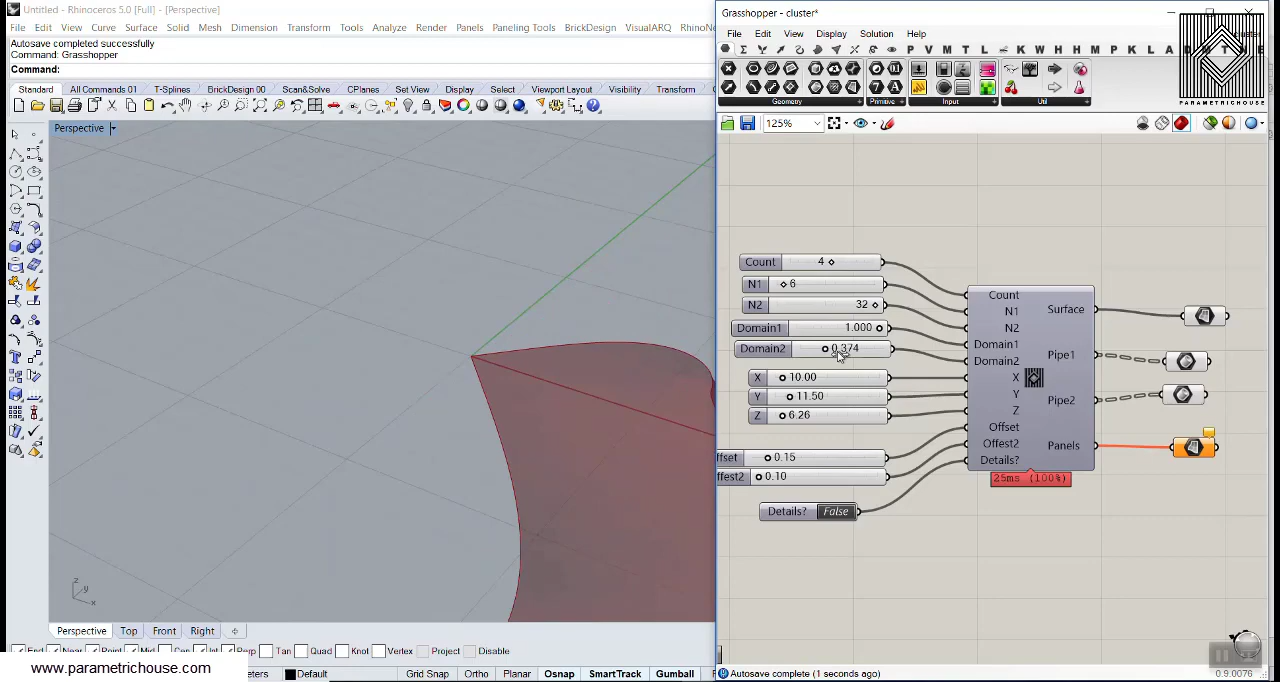 Untitled - Rhinoceros 5.0 [Full] - [Perspective]
File Edit View Curve Surface Solid Mesh Dimension Transform Tools Analyze Render Panels Paneling Tools BrickDesign VisualARQ
Autosave completed successfully
Command: Grasshopper
Command:
Standard All Commands 01 T-Splines BrickDesign 00 Scan&Solve CPlanes Set View Display Select Viewport Layout Visibility Transform
Perspective
Perspective Top Front Right
Project Disable
Tan Quad Knot Vertex
www.parametrichouse.com
Default Grid Snap Ortho Planar Osnap SmartTrack Gumball
Grasshopper - cluster*
File Edit View Display Solution Help
P V M T L K W H H M P K L A
Geometry Primitive Input Util
PARAMETRICHOUSE
125%
Count 4
N1 6
N2 32
Domain1 1.000
Domain2 0.374
X 10.00
Y 11.50
Z 6.26
ffset 0.15
ffest2 0.10
Details? False
Count
N1
N2
Domain1
Domain2
X
Y
Z
Offset
Offest2
Details?
Surface
Pipe1
Pipe2
Panels
25ms (100%)
Autosave complete (1 seconds ago)
0.9.0076
z
y
x